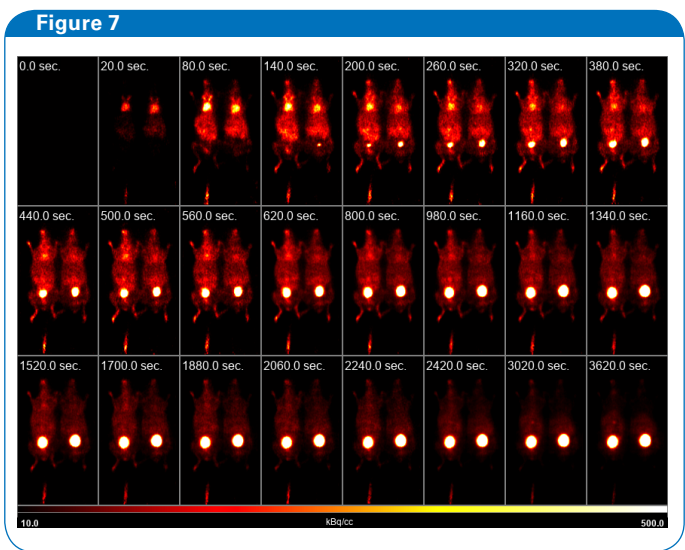 Figure 7
0.0 sec. 20.0 sec. 80.0 sec. 140.0 sec. 200.0 sec. 260.0 sec. 320.0 sec. 380.0 sec.
440.0 sec. 500.0 sec. 560.0 sec. 620.0 sec. 800.0 sec. 980.0 sec. 1160.0 sec. 1340.0 sec.
1520.0 sec. 1700.0 sec. 1880.0 sec. 2060.0 sec. 2240.0 sec. 2420.0 sec. 3020.0 sec. 3620.0 sec.
10.0 kBq/cc 500.0